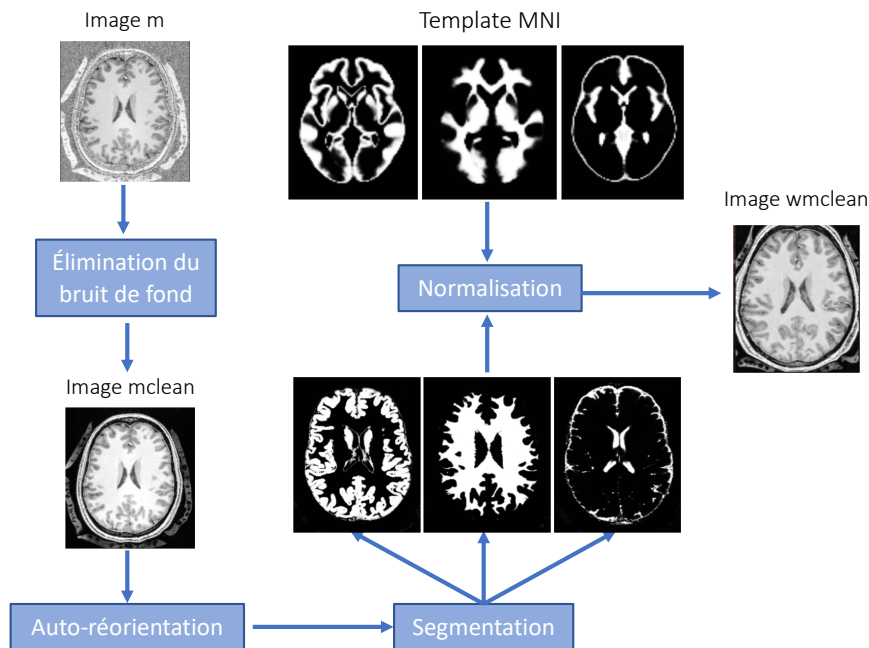 Image m
Template MNI
Élimination du
bruit de fond
Normalisation
Image wmclean
Image mclean
Auto-réorientation
Segmentation